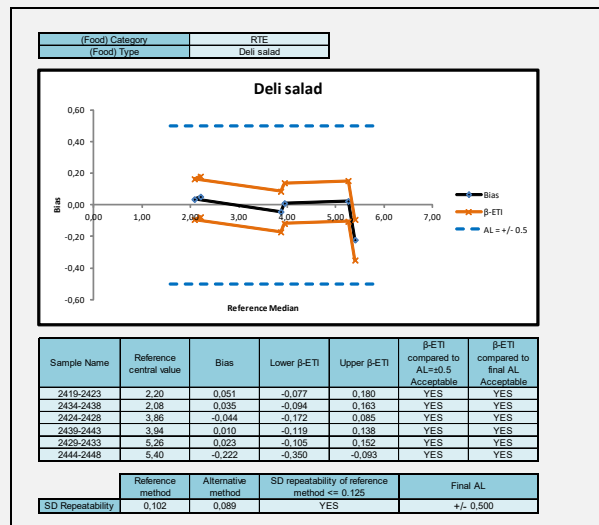 (Food) Category RTE
(Food) Type Deli salad
Deli salad
0,60
0,40
0,20
0,00
-0,20
-0,40
-0,60
0,00 1,00 2,00 3,00 4,00 5,00 6,00 7,00
Bias
Reference Median
Bias
β-ETI
AL = +/- 0.5
Sample Name Reference central value Bias Lower β-ETI Upper β-ETI β-ETI compared to AL=±0.5 Acceptable β-ETI compared to final AL Acceptable
2419-2423 2,20 0,051 -0,077 0,180 YES YES
2434-2438 2,08 0,035 -0,094 0,163 YES YES
2424-2428 3,86 -0,044 -0,172 0,085 YES YES
2439-2443 3,94 0,010 -0,119 0,138 YES YES
2429-2433 5,26 0,023 -0,105 0,152 YES YES
2444-2448 5,40 -0,222 -0,350 -0,093 YES YES
Reference method Alternative method SD repeatability of reference method <= 0.125 Final AL
SD Repeatability 0,102 0,089 YES +/- 0,500